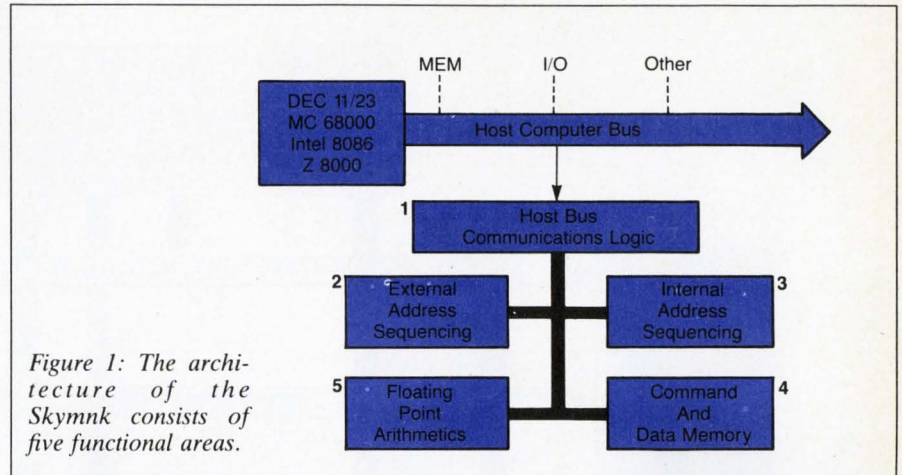 MEM
I/O
Other
DEC 11/23
MC 68000
Intel 8086
Z 8000
Host Computer Bus
1
Host Bus
Communications Logic
2
External
Address
Sequencing
Internal
Address
Sequencing
3
5
Floating
Point
Arithmetics
Command
And
Data Memory
4
Figure 1: The archi-
tecture of the
Skymnk consists of
five functional areas.